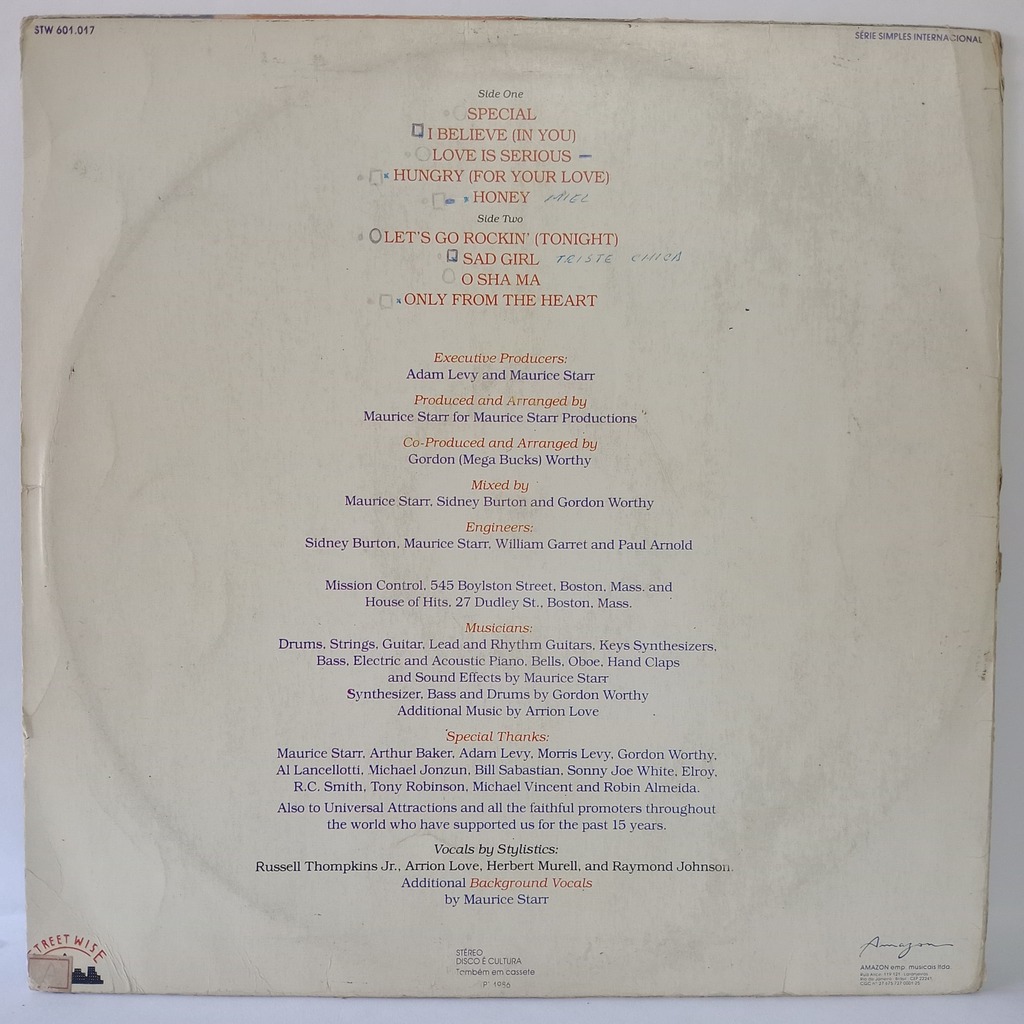 STW 601.017
SÉRIE SIMPLES INTERNACIONAL
Side One
SPECIAL
I BELIEVE (IN YOU)
LOVE IS SERIOUS
HUNGRY (FOR YOUR LOVE)
HONEY MIEL
Side Two
LET'S GO ROCKIN' (TONIGHT)
SAD GIRL TRISTE CHICA
O SHA MA
ONLY FROM THE HEART
Executive Producers:
Adam Levy and Maurice Starr
Produced and Arranged by
Maurice Starr for Maurice Starr Productions
Co-Produced and Arranged by
Gordon (Mega Bucks) Worthy
Mixed by
Maurice Starr, Sidney Burton and Gordon Worthy
Engineers:
Sidney Burton, Maurice Starr, William Garret and Paul Arnold
Mission Control, 545 Boylston Street, Boston, Mass. and
House of Hits, 27 Dudley St., Boston, Mass.
Musicians:
Drums, Strings, Guitar, Lead and Rhythm Guitars, Keys Synthesizers,
Bass, Electric and Acoustic Piano, Bells, Oboe, Hand Claps
and Sound Effects by Maurice Starr
Synthesizer, Bass and Drums by Gordon Worthy
Additional Music by Arrion Love
Special Thanks:
Maurice Starr, Arthur Baker, Adam Levy, Morris Levy, Gordon Worthy,
Al Lancellotti, Michael Jonzun, Bill Sabastian, Sonny Joe White, Elroy,
R.C. Smith, Tony Robinson, Michael Vincent and Robin Almeida.
Also to Universal Attractions and all the faithful promoters throughout
the world who have supported us for the past 15 years.
Vocals by Stylistics:
Russell Thompkins Jr., Arrion Love, Herbert Murell, and Raymond Johnson.
Additional Background Vocals
by Maurice Starr
STREET WISE
STÉREO
DISCO É CULTURA
Também em cassete
P' 1986
Amazon
AMAZON emp. musicais ltda.